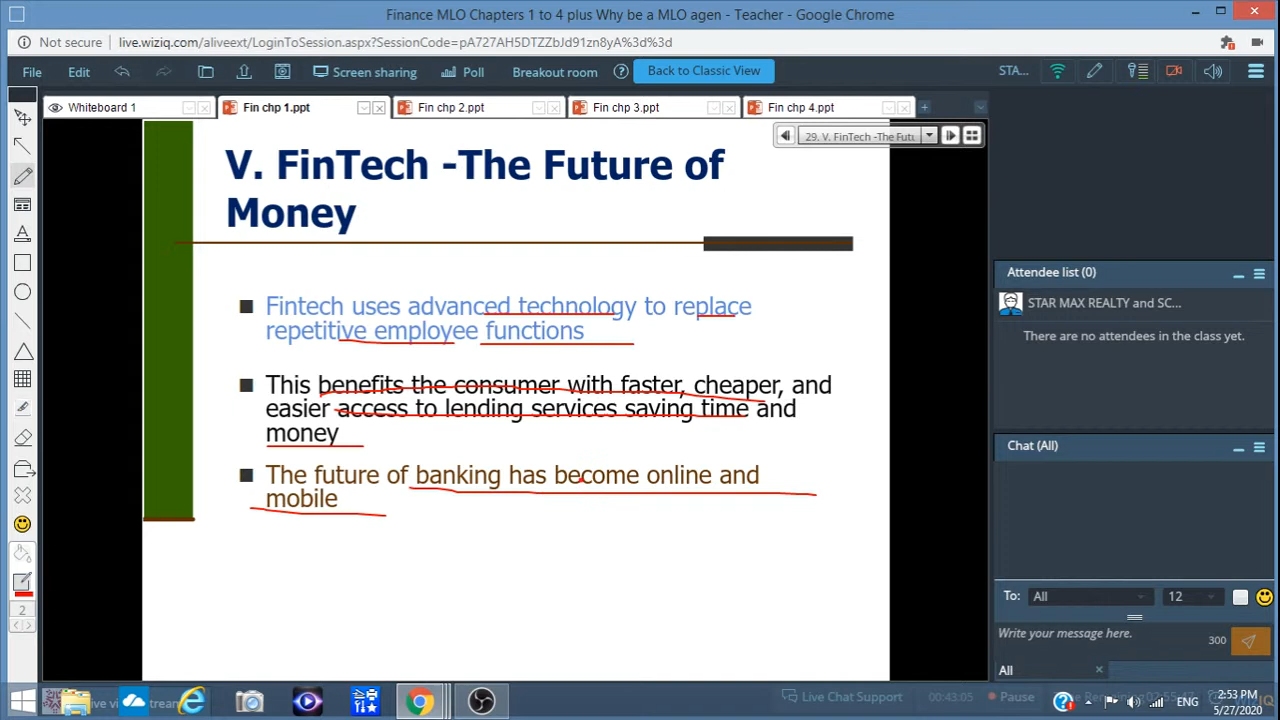 Finance MLO Chapters 1 to 4 plus Why be a MLO agen - Teacher - Google Chrome
Not secure live.wiziq.com/aliveext/LoginToSession.aspx?SessionCode=pA727AH5DTZZbJd91zn8yA%3d%3d
File Edit Screen sharing Poll Breakout room ? Back to Classic View STA...
Whiteboard 1 Fin chp 1.ppt Fin chp 2.ppt Fin chp 3.ppt Fin chp 4.ppt
29. V. FinTech -The Futu
V. FinTech -The Future of
Money
Fintech uses advanced technology to replace
repetitive employee functions
This benefits the consumer with faster, cheaper, and
easier access to lending services saving time and
money
The future of banking has become online and
mobile
2
Attendee list (0)
STAR MAX REALTY and SC...
There are no attendees in the class yet.
Chat (All)
To: All 12
Write your message here. 300
All
Live Chat Support 00:43:05 Pause
ENG
2:53 PM
5/27/2020